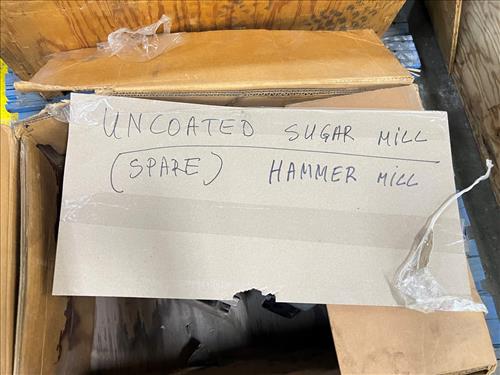 UNCOATED SUGAR MILL
(SPARE) HAMMER MILL